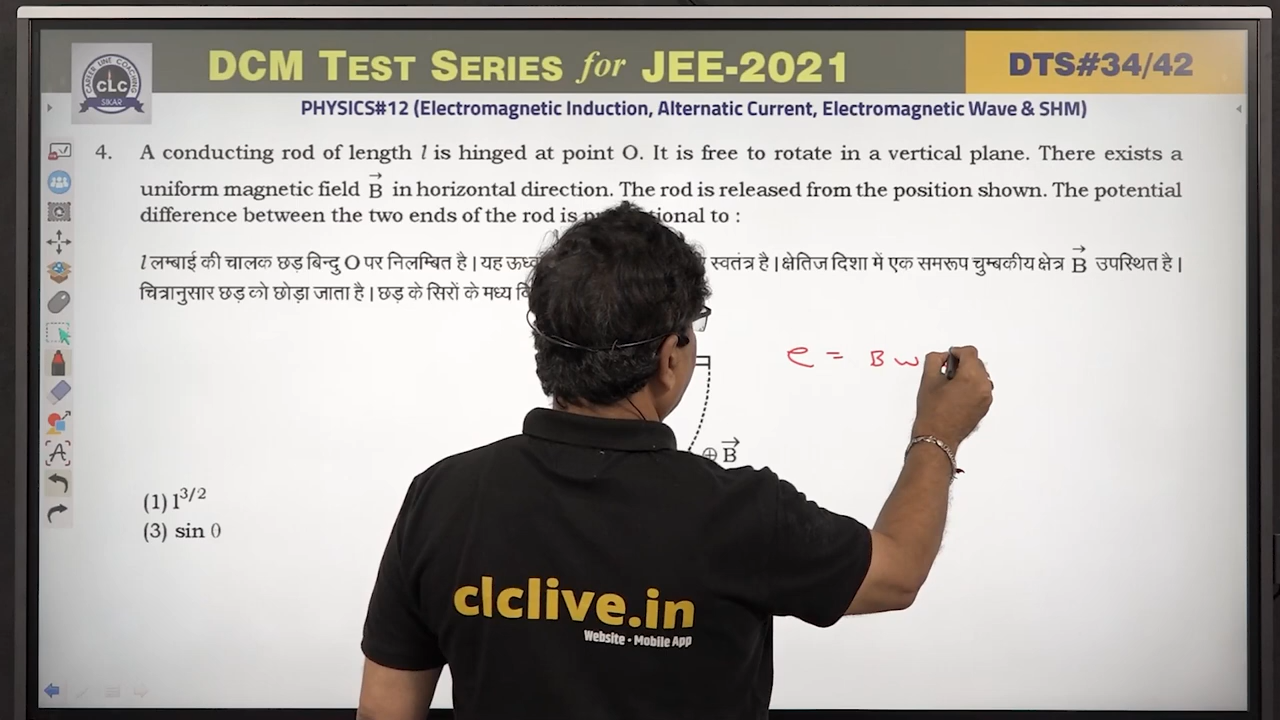 DCM TEST SERIES for JEE-2021
DTS#34/42
CAREER LINE COACHING
CLC
SIKAR
PHYSICS#12 (Electromagnetic Induction, Alternatic Current, Electromagnetic Wave & SHM)
4. A conducting rod of length l is hinged at point O. It is free to rotate in a vertical plane. There exists a
uniform magnetic field B⃗ in horizontal direction. The rod is released from the position shown. The potential
difference between the two ends of the rod is to :
l लम्बाई की चालक छड़ बिन्दु O पर निलम्बित है। यह स्वतंत्र है। क्षेतिज दिशा में एक समरूप चुम्बकीय क्षेत्र B⃗ उपस्थित है।
चित्रानुसार छड़ को छोड़ा जाता है। छड़ के सिरों के मध्य
e = B w
⊕ B⃗
(1) l^3/2
(3) sin θ
clclive.in
Website • Mobile App